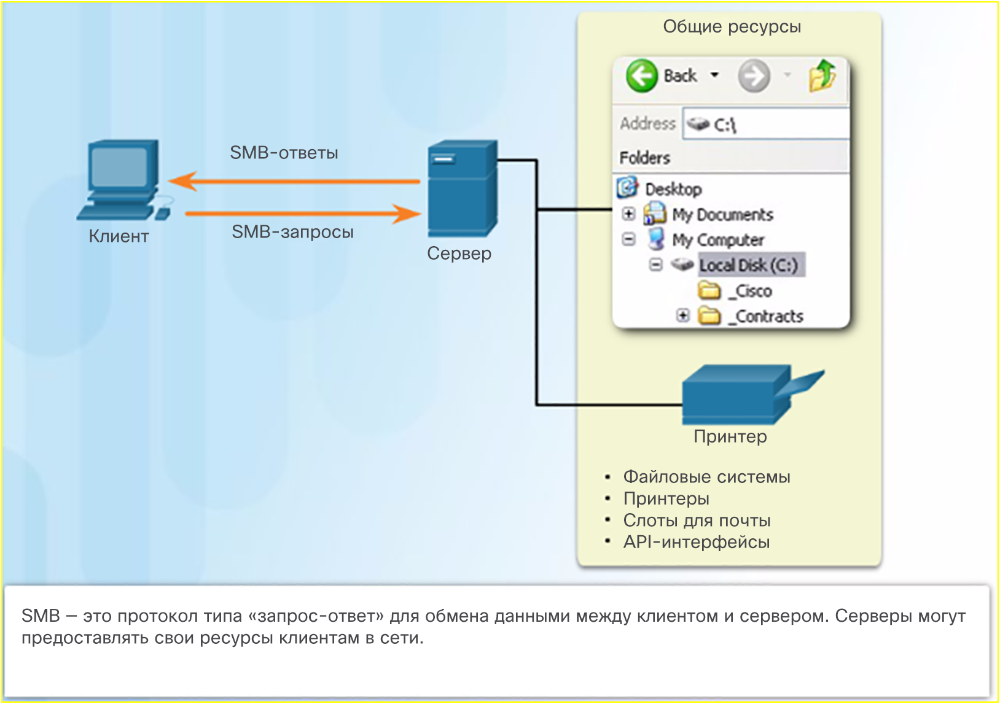 Общие ресурсы
Back
Address C:\
Folders
Desktop
My Documents
My Computer
Local Disk (C:)
_Cisco
_Contracts
SMB-ответы
SMB-запросы
Клиент
Сервер
Принтер
• Файловые системы
• Принтеры
• Слоты для почты
• API-интерфейсы
SMB – это протокол типа «запрос-ответ» для обмена данными между клиентом и сервером. Серверы могут
предоставлять свои ресурсы клиентам в сети.